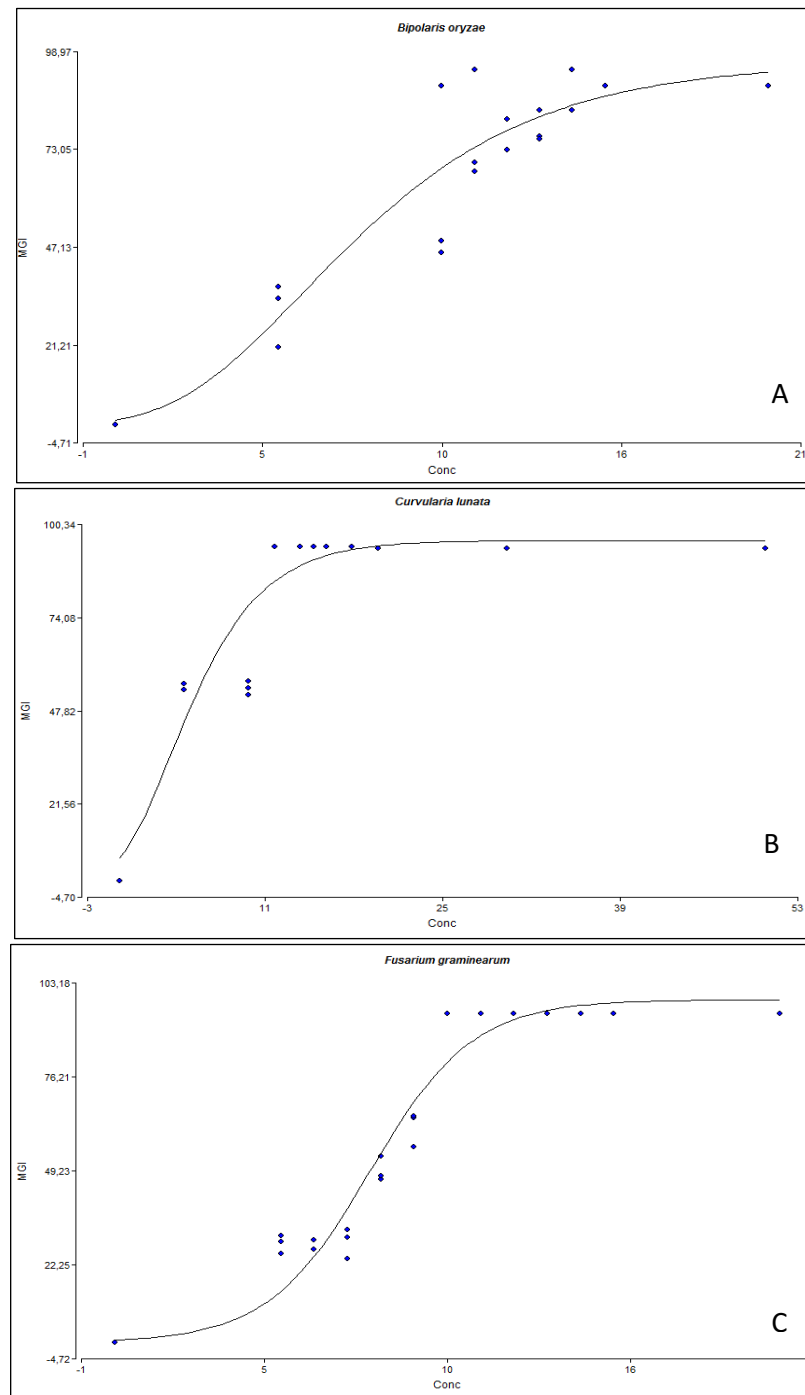 Bipolaris oryzae
98,97
73,05
47,13
21,21
-4,71
MGI
A
-1
5
10
16
21
Conc
Curvularia lunata
100,34
74,08
47,82
21,56
-4,70
MGI
B
-3
11
25
39
53
Conc
Fusarium graminearum
103,18
76,21
49,23
22,25
-4,72
MGI
C
-1
5
10
16
Conc